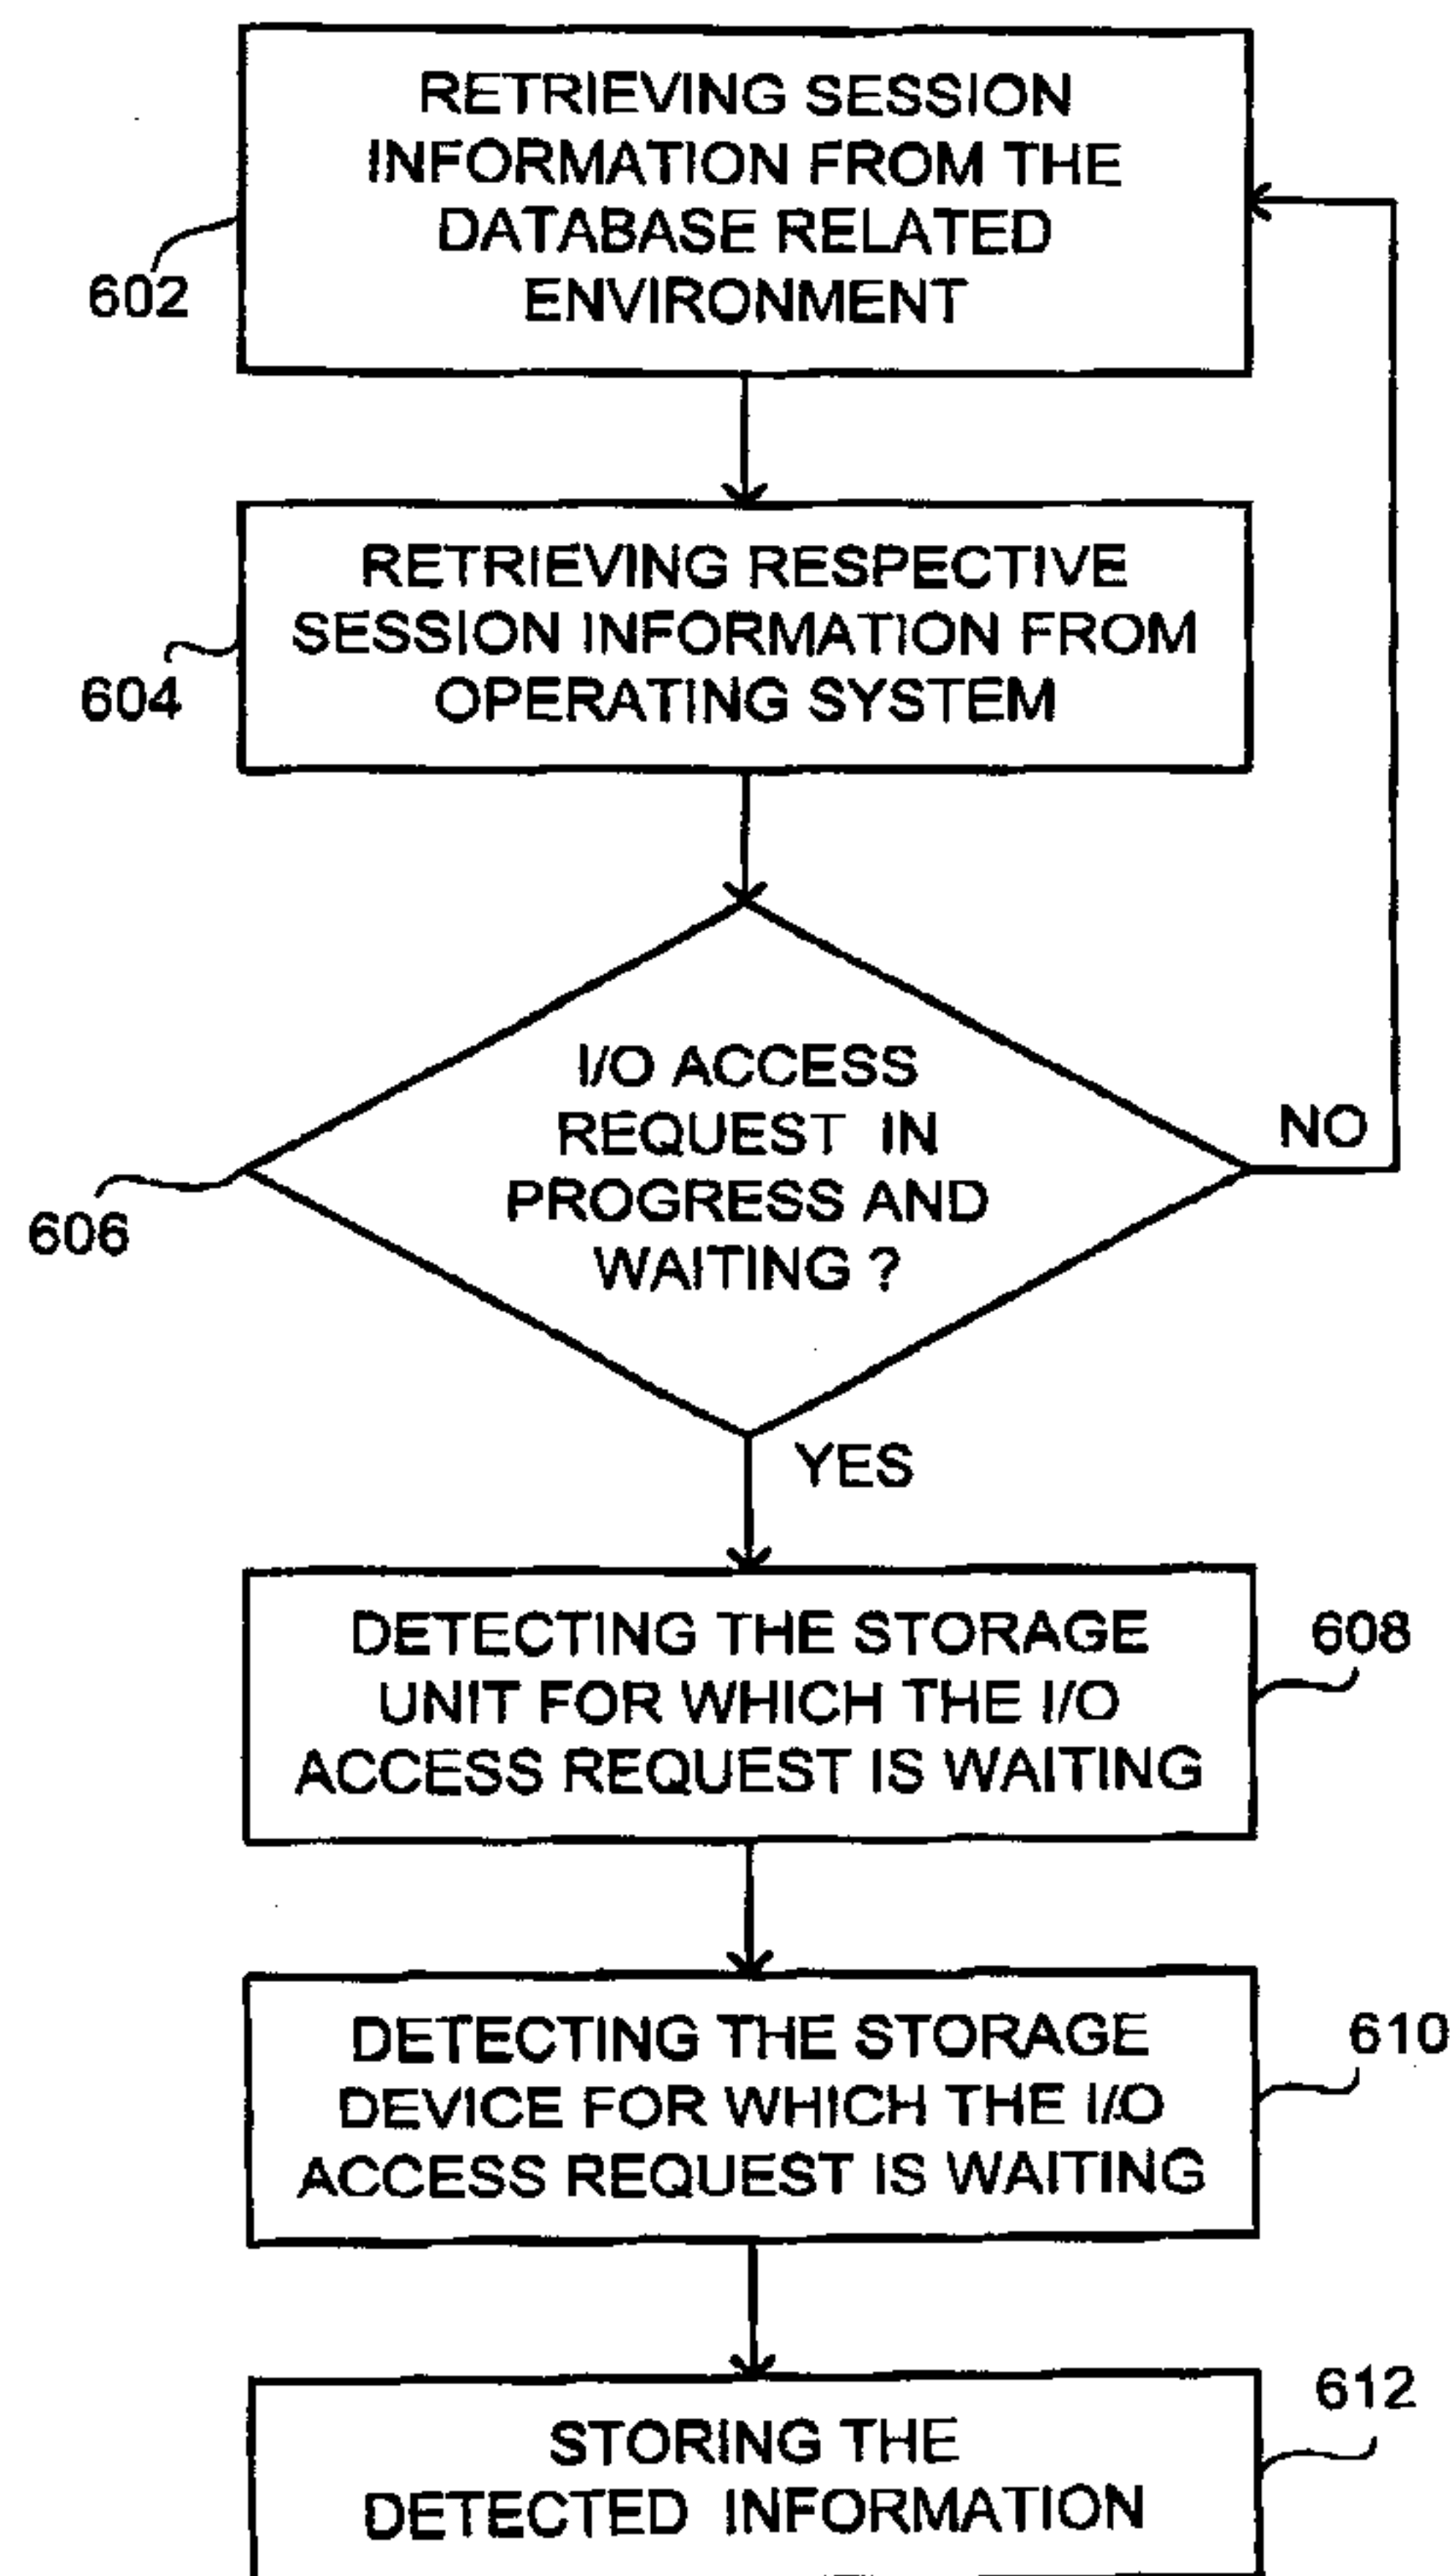 RETRIEVING SESSION
INFORMATION FROM THE
DATABASE RELATED
ENVIRONMENT
602
RETRIEVING RESPECTIVE
SESSION INFORMATION FROM
OPERATING SYSTEM
604
I/O ACCESS
REQUEST IN
PROGRESS AND
WAITING ?
NO
606
YES
DETECTING THE STORAGE
UNIT FOR WHICH THE I/O
ACCESS REQUEST IS WAITING
608
DETECTING THE STORAGE
DEVICE FOR WHICH THE I/O
ACCESS REQUEST IS WAITING
610
STORING THE
DETECTED INFORMATION
612